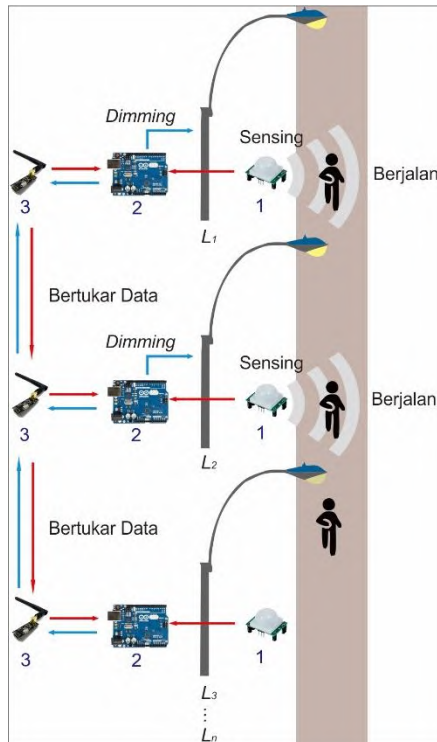 Dimming
Sensing
Berjalan
3
2
1
L1
Bertukar Data
Dimming
Sensing
Berjalan
3
2
1
L2
Bertukar Data
3
2
1
L3
⋮
Ln